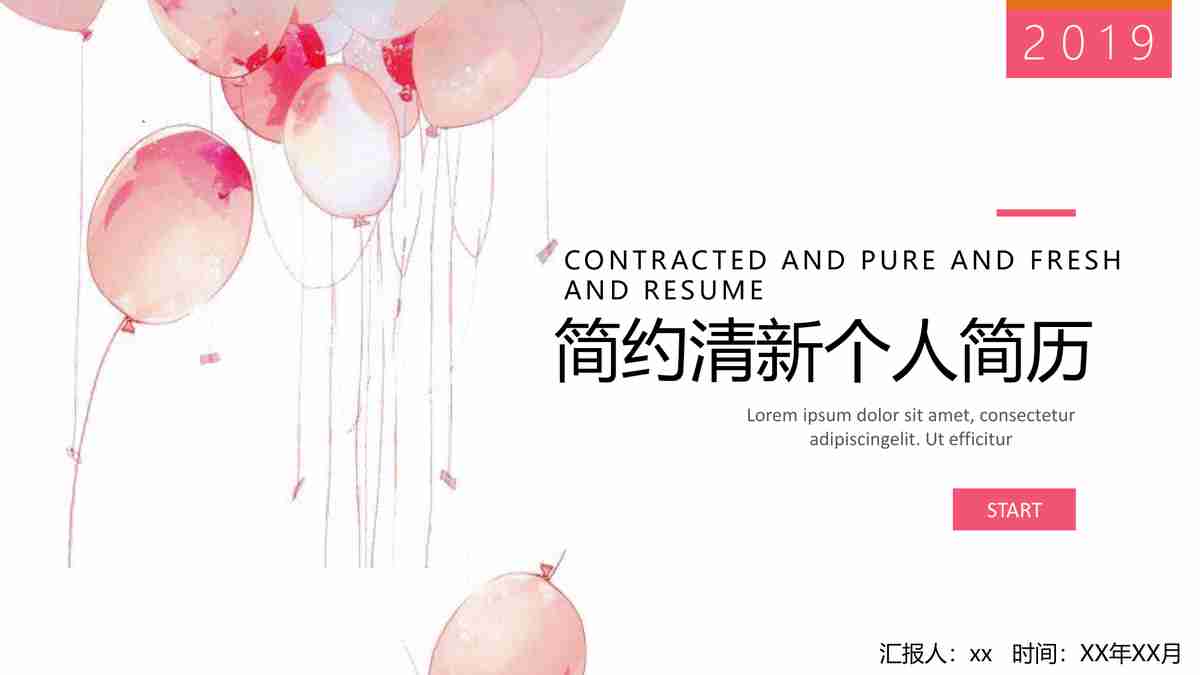 2019
CONTRACTED AND PURE AND FRESH
AND RESUME
简约清新个人简历
Lorem ipsum dolor sit amet, consectetur
adipiscingelit. Ut efficitur
START
汇报人：xx 时间：XX年XX月